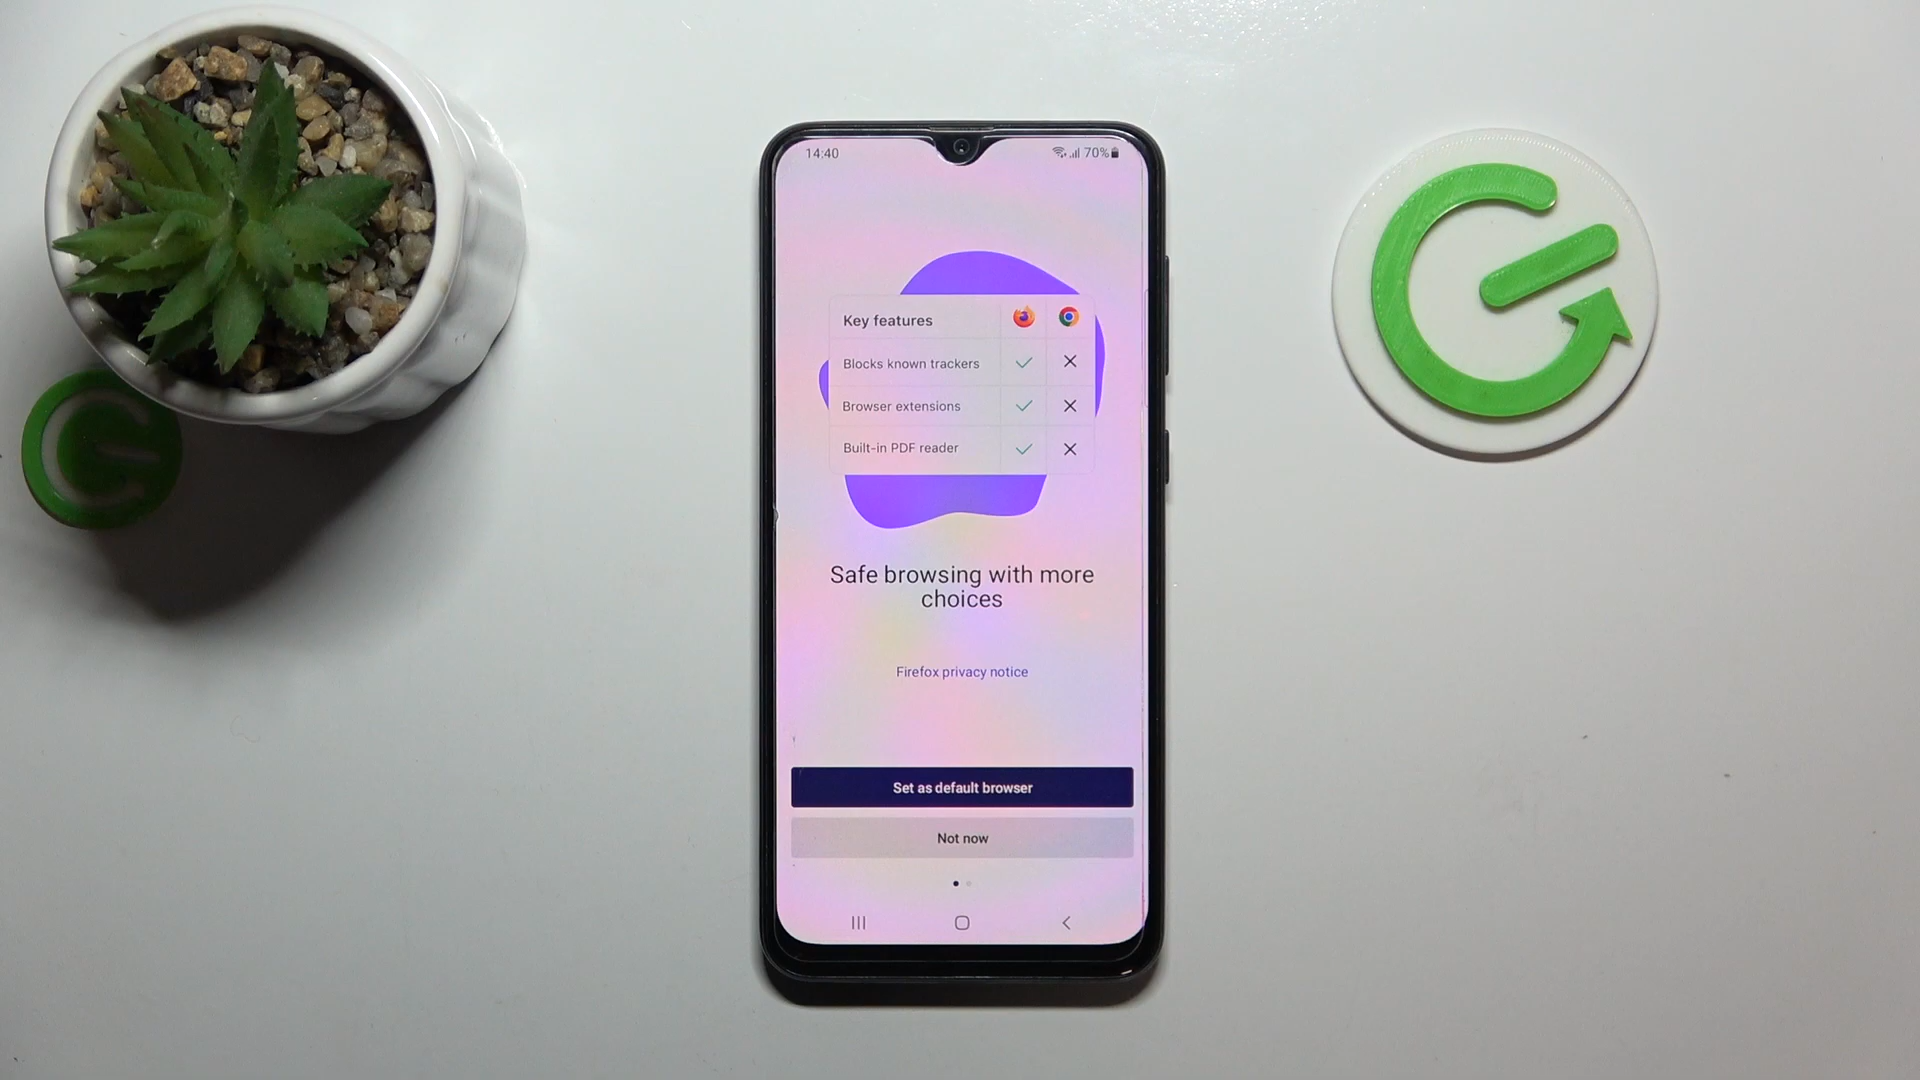 14:40
70%
Key features
Blocks known trackers
Browser extensions
Built-in PDF reader
Safe browsing with more
choices
Firefox privacy notice
Set as default browser
Not now